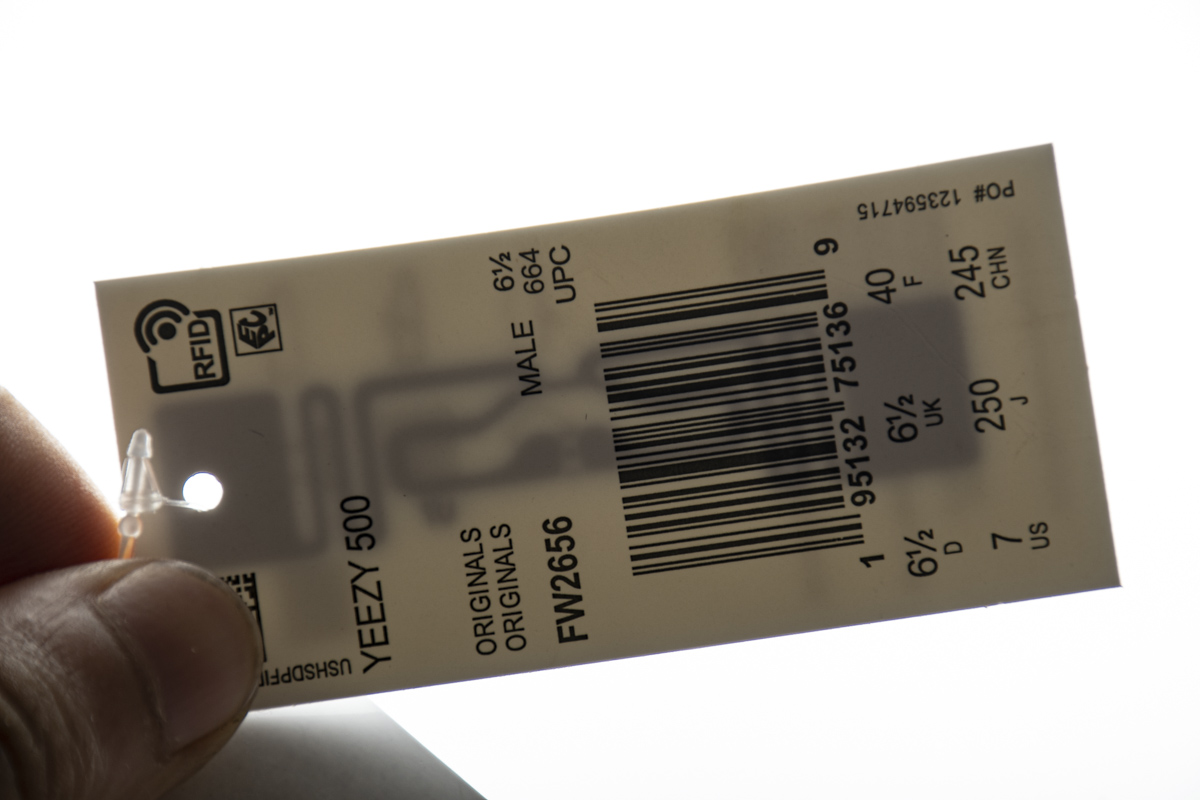 RFID
EPC
YEEZY 500
ORIGINALS
ORIGINALS
FW2656
MALE
6½
664
UPC
1 95132 75136 9
6½ 6½ 40
D UK F
7 250 245
US J CHN
PO# 123594715